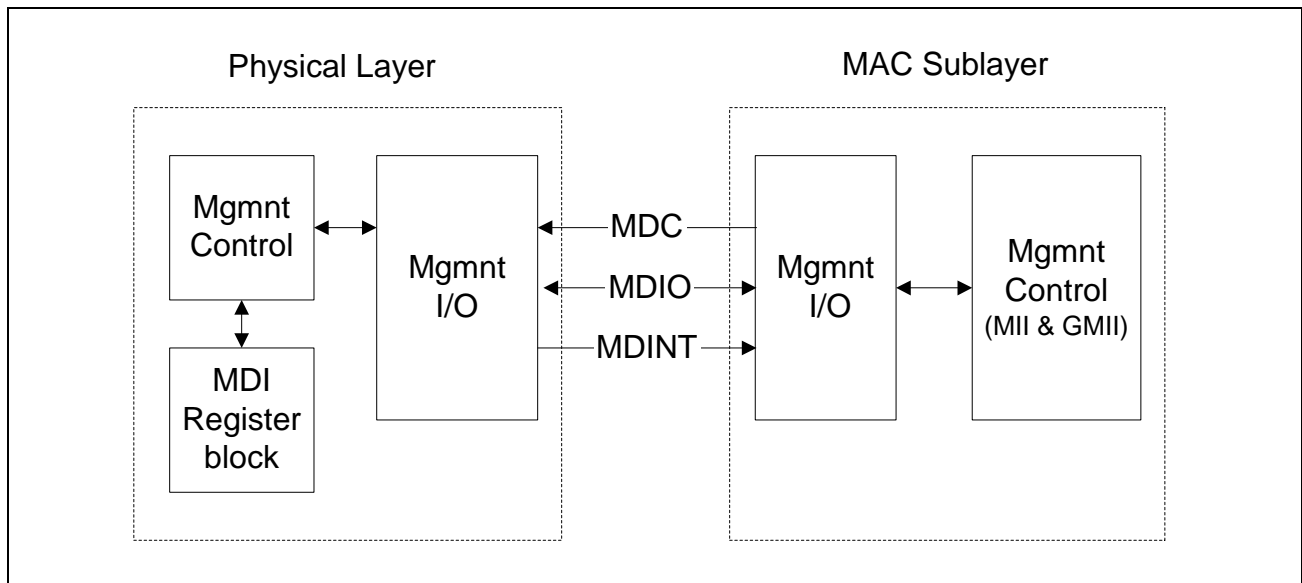 Physical Layer
MAC Sublayer
Mgmnt
Control
MDI
Register
block
Mgmnt
I/O
MDC
MDIO
MDINT
Mgmnt
I/O
Mgmnt
Control
(MII & GMII)